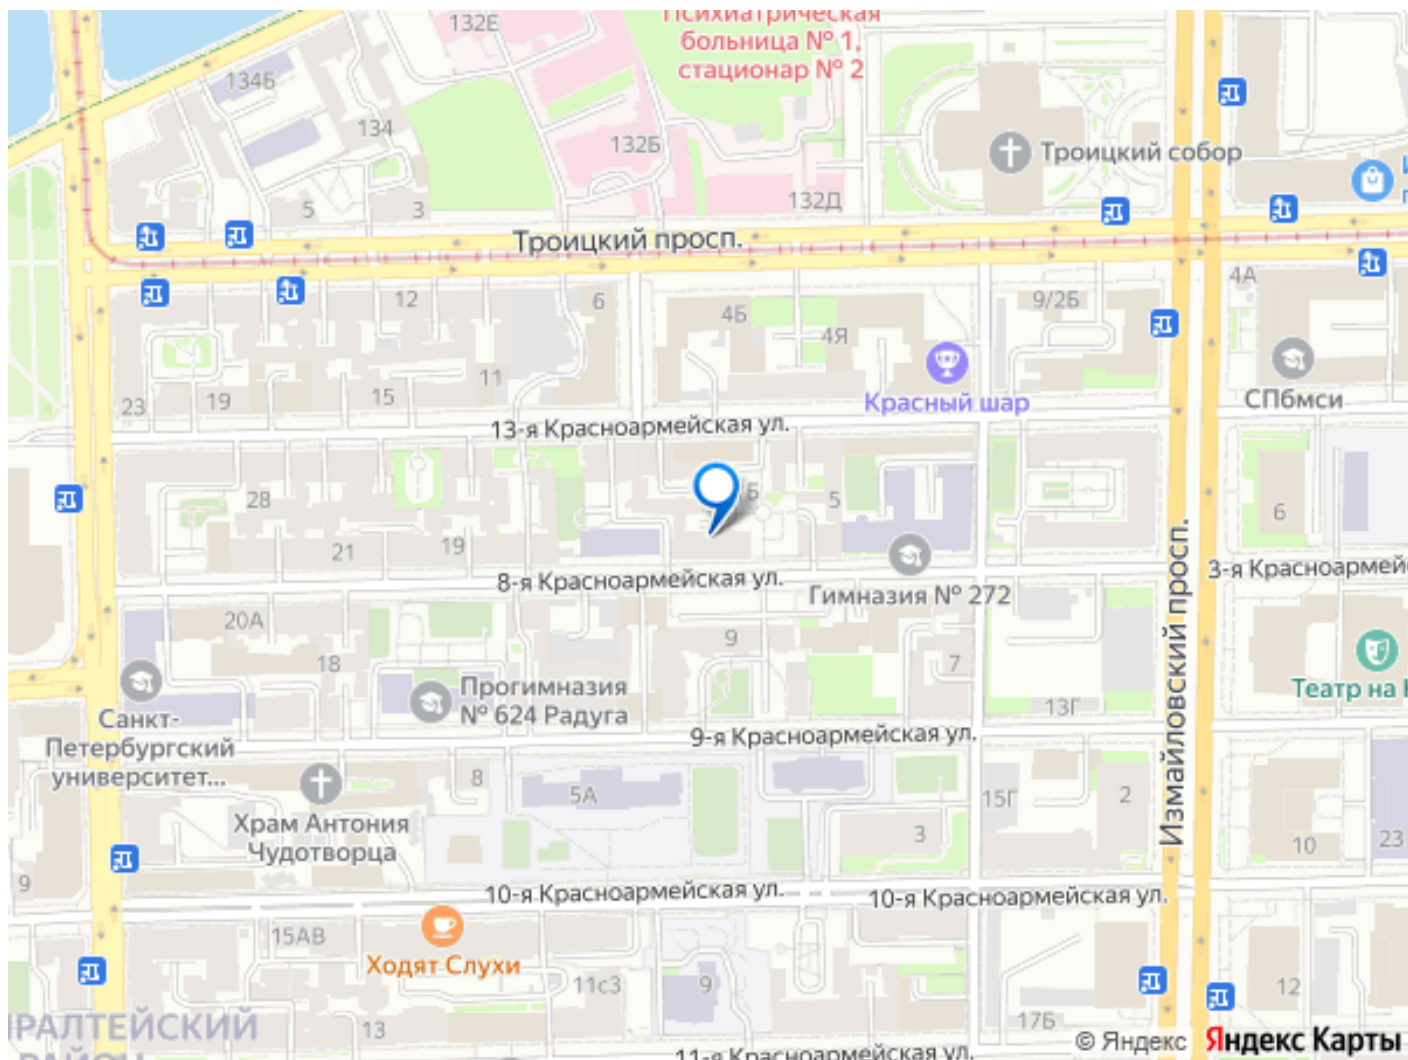 132Е
Психиатрическая
больница № 1,
стационар № 2
134Б
134
132Б
Троицкий собор
132Д
5
3
Троицкий просп.
4А
12
6
4Б
9/2Б
4Я
11
15
19
23
Красный шар
СПбмси
13-я Красноармейская ул.
28
Б
5
6
21
19
8-я Красноармейская ул.
Гимназия № 272
3-я Красноармей
20А
9
18
7
Измайловский просп.
Театр на
Прогимназия
№ 624 Радуга
13Г
Санкт-
Петербургский
университет...
9-я Красноармейская ул.
8
5А
15Г
2
Храм Антония
Чудотворца
3
10
23
9
10-я Красноармейская ул.
10-я Красноармейская ул.
15АВ
Ходят Слухи
11с3
9
12
13
17Б
РАЛТЕЙСКИЙ
РАЙОН
11-я Красноармейская ул.
© Яндекс Яндекс Карты